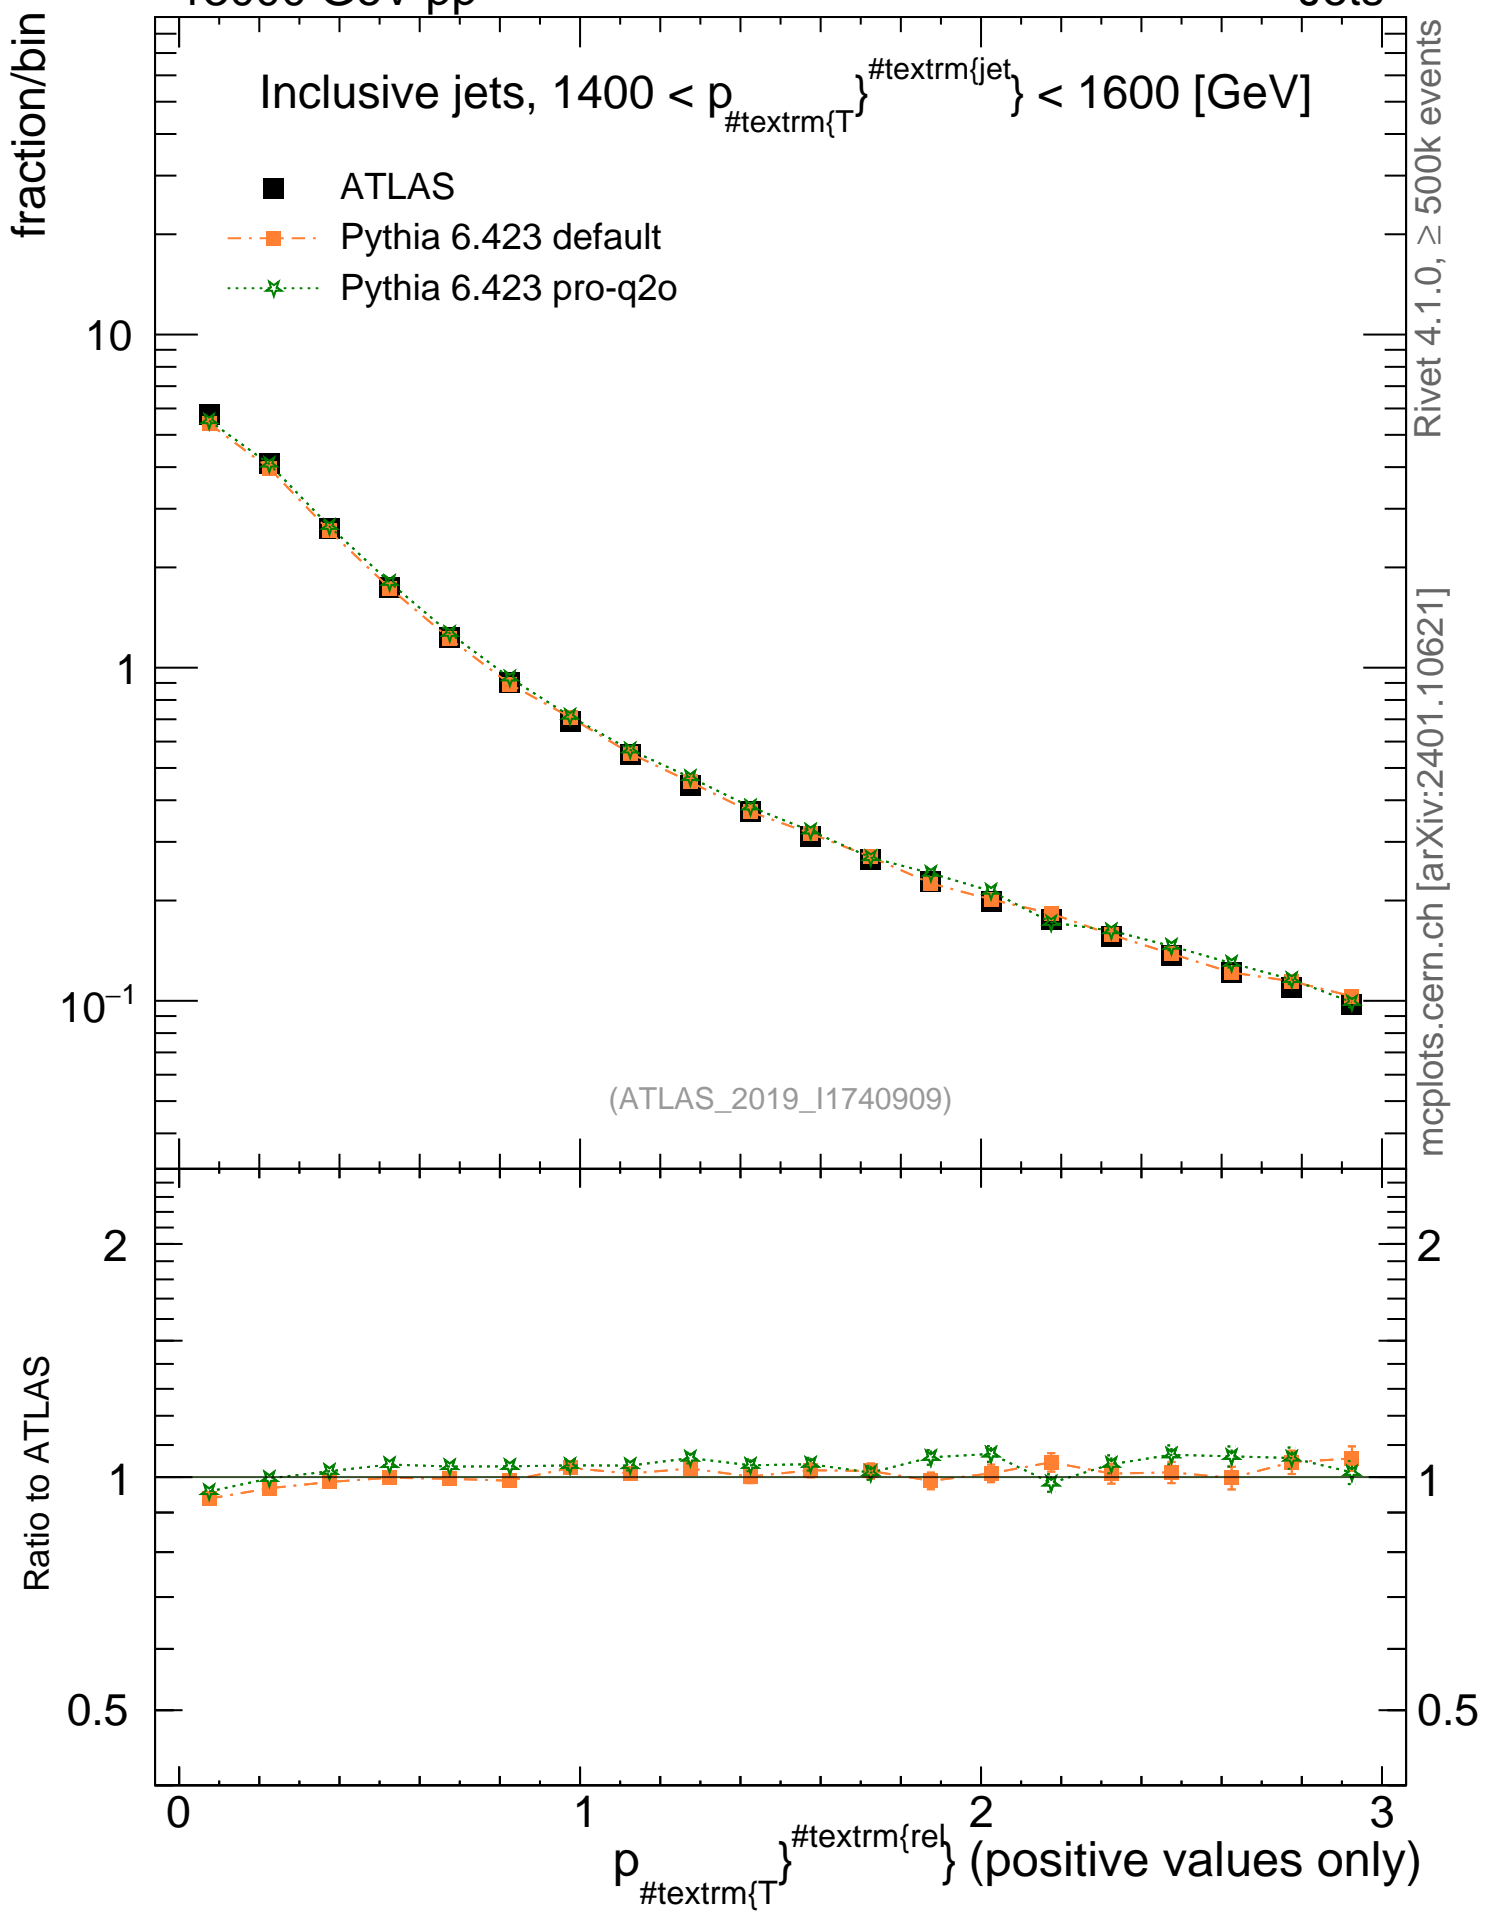 Jets
fraction/bin
Inclusive jets, 1400 < p_#textrm{T}^#textrm{jet} < 1600 [GeV]
ATLAS
Pythia 6.423 default
Pythia 6.423 pro-q2o
10
1
10⁻¹
(ATLAS_2019_I1740909)
Rivet 4.1.0, ≥ 500k events
mcplots.cern.ch [arXiv:2401.10621]
Ratio to ATLAS
2
1
0.5
2
1
0.5
0 1 2 3
p_#textrm{T}^#textrm{rel} (positive values only)